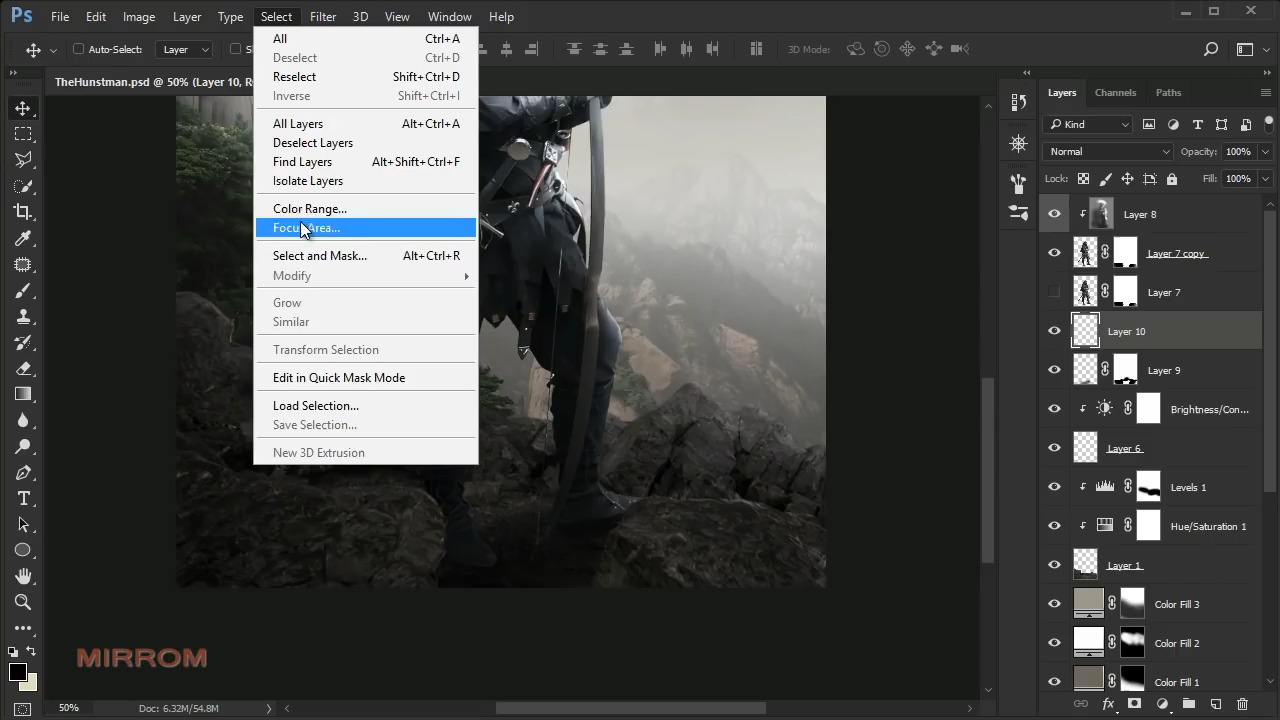 Ps File Edit Image Layer Type Select Filter 3D View Window Help
Auto-Select: Layer 3D Mode:
TheHunstman.psd @ 50% (Layer 10, R
All Ctrl+A
Deselect Ctrl+D
Reselect Shift+Ctrl+D
Inverse Shift+Ctrl+I
All Layers Alt+Ctrl+A
Deselect Layers
Find Layers Alt+Shift+Ctrl+F
Isolate Layers
Color Range...
Focus Area...
Select and Mask... Alt+Ctrl+R
Modify
Grow
Similar
Transform Selection
Edit in Quick Mask Mode
Load Selection...
Save Selection...
New 3D Extrusion
Layers Channels Paths
Kind
Normal Opacity: 100%
Lock: Fill: 100%
Layer 8
Layer 7 copy
Layer 7
Layer 10
Layer 9
Brightness/Con...
Layer 6
Levels 1
Hue/Saturation 1
Layer 1
Color Fill 3
Color Fill 2
Color Fill 1
MIRROM
50% Doc: 6.32M/54.8M